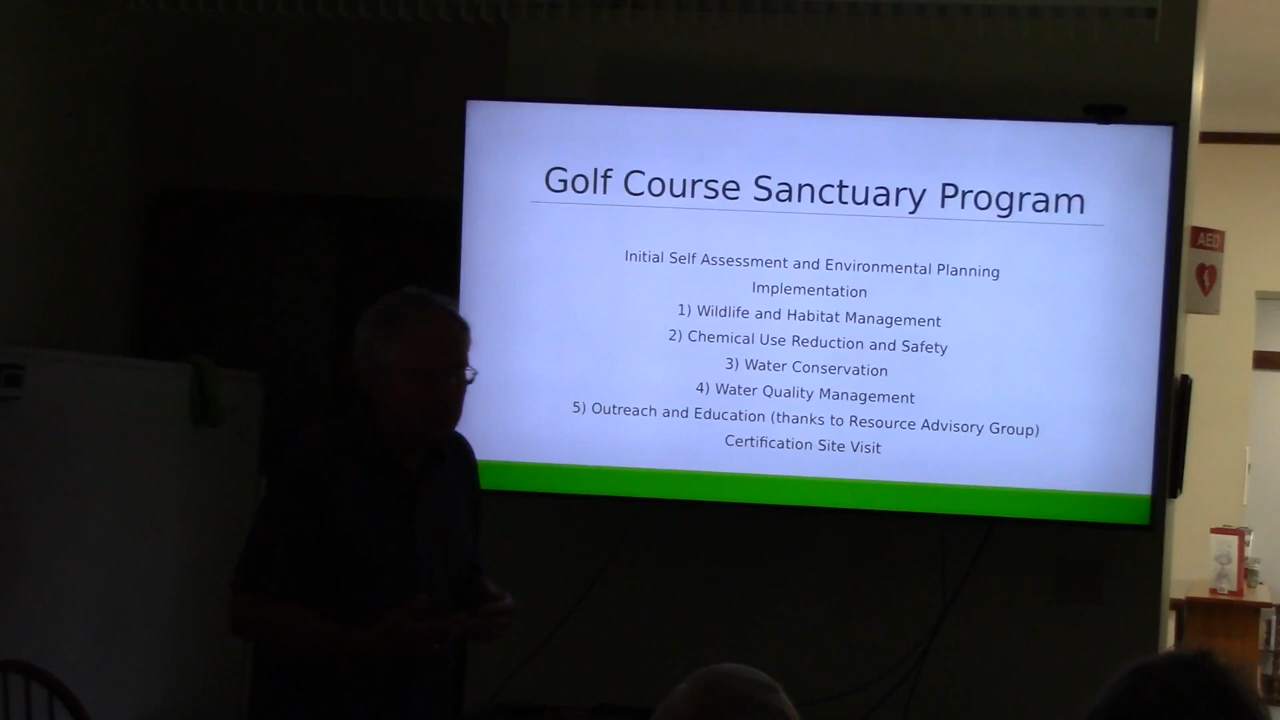 Golf Course Sanctuary Program
Initial Self Assessment and Environmental Planning
Implementation
1) Wildlife and Habitat Management
2) Chemical Use Reduction and Safety
3) Water Conservation
4) Water Quality Management
5) Outreach and Education (thanks to Resource Advisory Group)
Certification Site Visit
AED